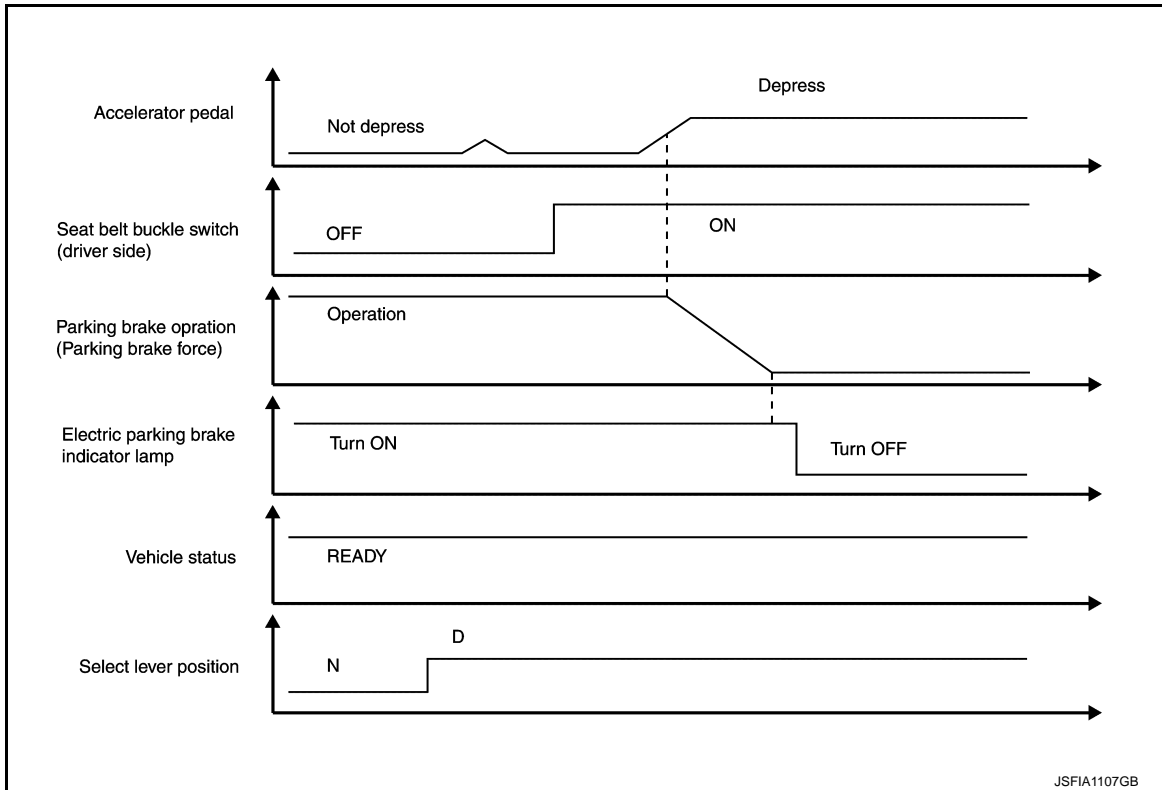 Accelerator pedal
Not depress
Depress
Seat belt buckle switch
(driver side)
OFF
ON
Parking brake opration
(Parking brake force)
Operation
Electric parking brake
indicator lamp
Turn ON
Turn OFF
Vehicle status
READY
Select lever position
N
D
JSFIA1107GB